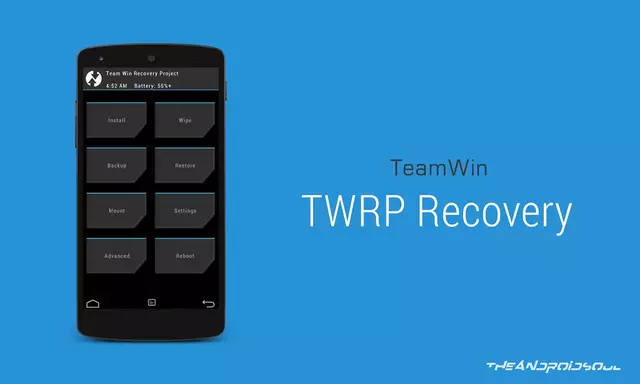 Team Win Recovery Project
4:52 AM Battery: 55%+
Install
Wipe
Backup
Restore
Mount
Settings
Advanced
Reboot
TeamWin
TWRP Recovery
THEANDROIDSOUL